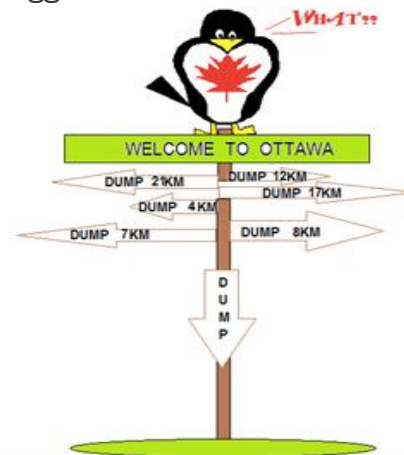 WHAT??
WELCOME TO OTTAWA
DUMP 21KM
DUMP 12KM
DUMP 17KM
DUMP 4KM
DUMP 7KM
DUMP 8KM
D
U
M
P